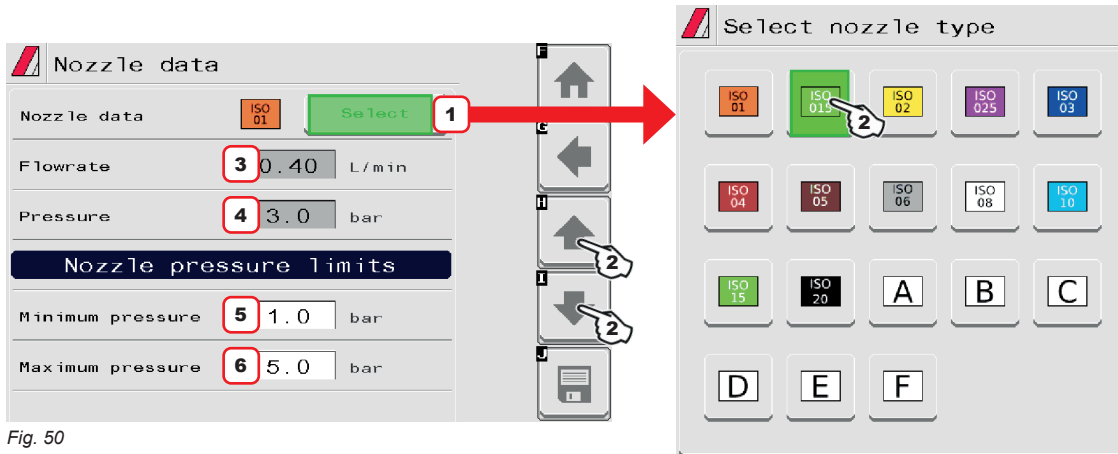 Nozzle data
Nozzle data ISO 01 Select 1
Flowrate 3 0.40 L/min
Pressure 4 3.0 bar
Nozzle pressure limits
Minimum pressure 5 1.0 bar
Maximum pressure 6 5.0 bar
F
G
H
2
I
2
J
Fig. 50
Select nozzle type
ISO 01 ISO 015 2 ISO 02 ISO 025 ISO 03
ISO 04 ISO 05 ISO 06 ISO 08 ISO 10
ISO 15 ISO 20 A B C
D E F